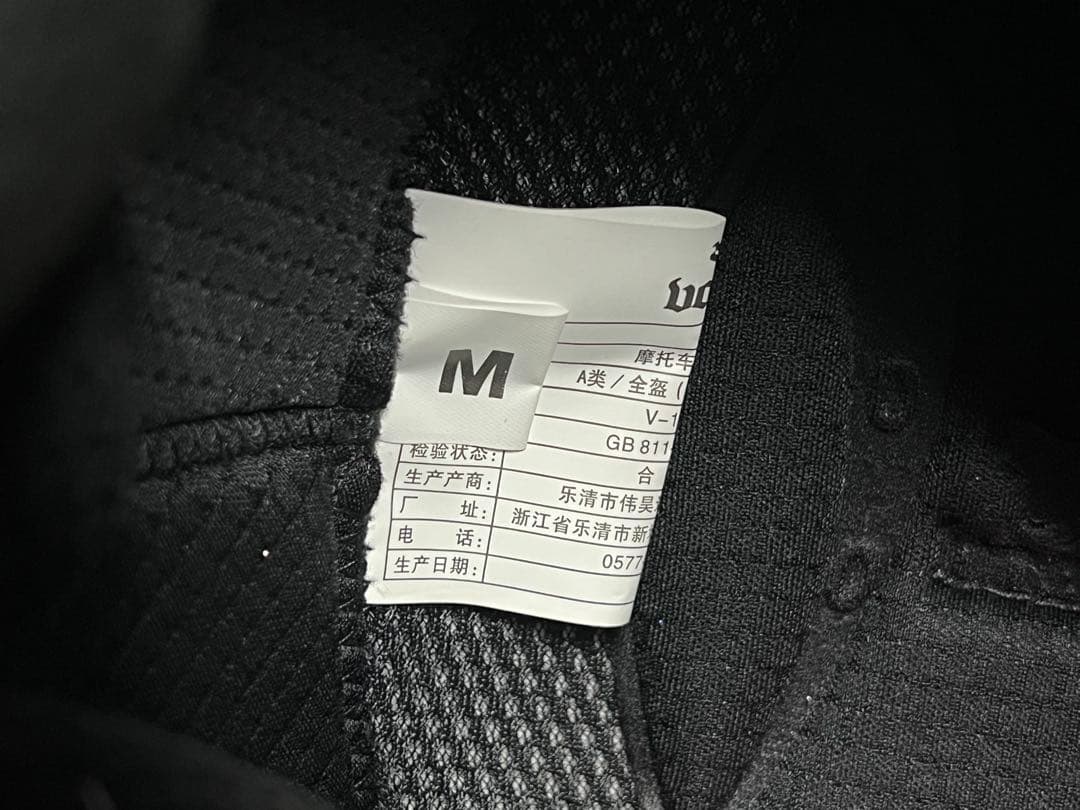 M
摩托车
A类/全盔(
V-1
GB 811
检验状态: 合
生产产商: 乐清市伟昊
厂 址: 浙江省乐清市新
电 话: 0577
生产日期: